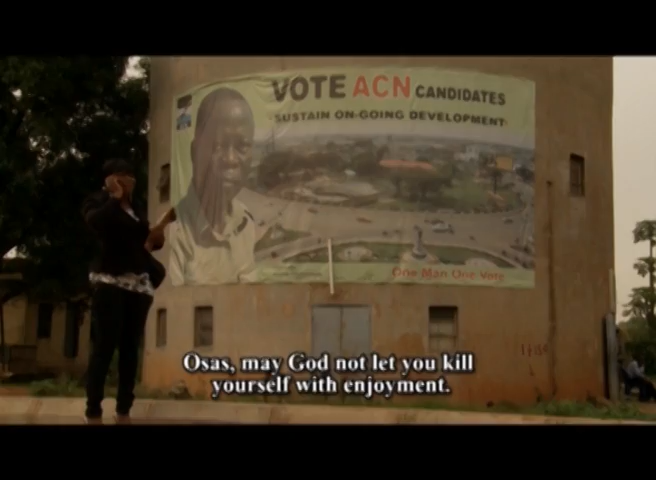 VOTE ACN CANDIDATES
SUSTAIN ON-GOING DEVELOPMENT
One Man One Vote
Osas, may God not let you kill
yourself with enjoyment.